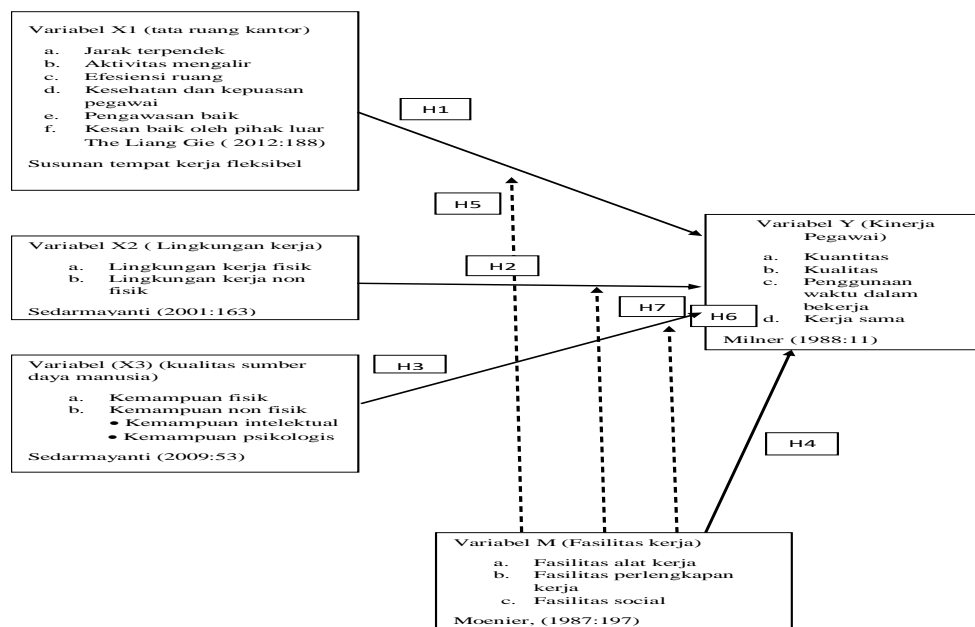 Variabel X1 (tata ruang kantor)
a. Jarak terpendek
b. Aktivitas mengalir
c. Efesiensi ruang
d. Kesehatan dan kepuasan
pegawai
e. Pengawasan baik
f. Kesan baik oleh pihak luar
The Liang Gie ( 2012:188)
Susunan tempat kerja fleksibel
H1
H5
Variabel X2 ( Lingkungan kerja)
a. Lingkungan kerja fisik
b. Lingkungan kerja non
fisik
Sedarmayanti (2001:163)
H2
H7
H6
Variabel Y (Kinerja
Pegawai)
a. Kuantitas
b. Kualitas
c. Penggunaan
waktu dalam
bekerja
d. Kerja sama
Milner (1988:11)
Variabel (X3) (kualitas sumber
daya manusia)
a. Kemampuan fisik
b. Kemampuan non fisik
• Kemampuan intelektual
• Kemampuan psikologis
Sedarmayanti (2009:53)
H3
H4
Variabel M (Fasilitas kerja)
a. Fasilitas alat kerja
b. Fasilitas perlengkapan
kerja
c. Fasilitas social
Moenier, (1987:197)